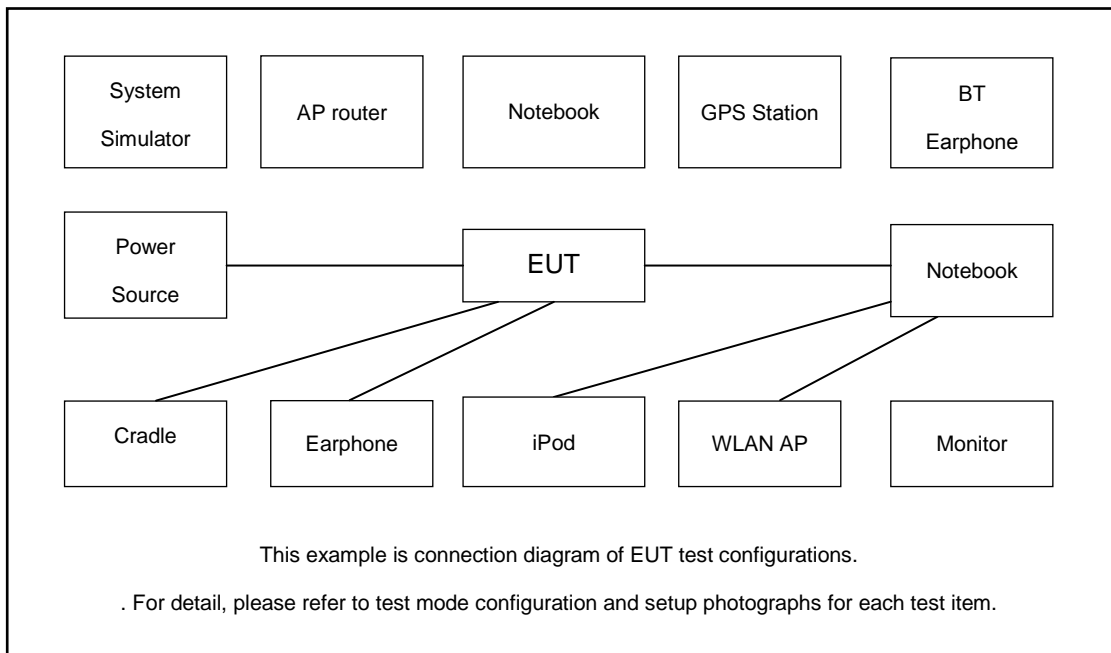 System
Simulator
AP router
Notebook
GPS Station
BT
Earphone
Power
Source
EUT
Notebook
Cradle
Earphone
iPod
WLAN AP
Monitor
This example is connection diagram of EUT test configurations.
. For detail, please refer to test mode configuration and setup photographs for each test item.